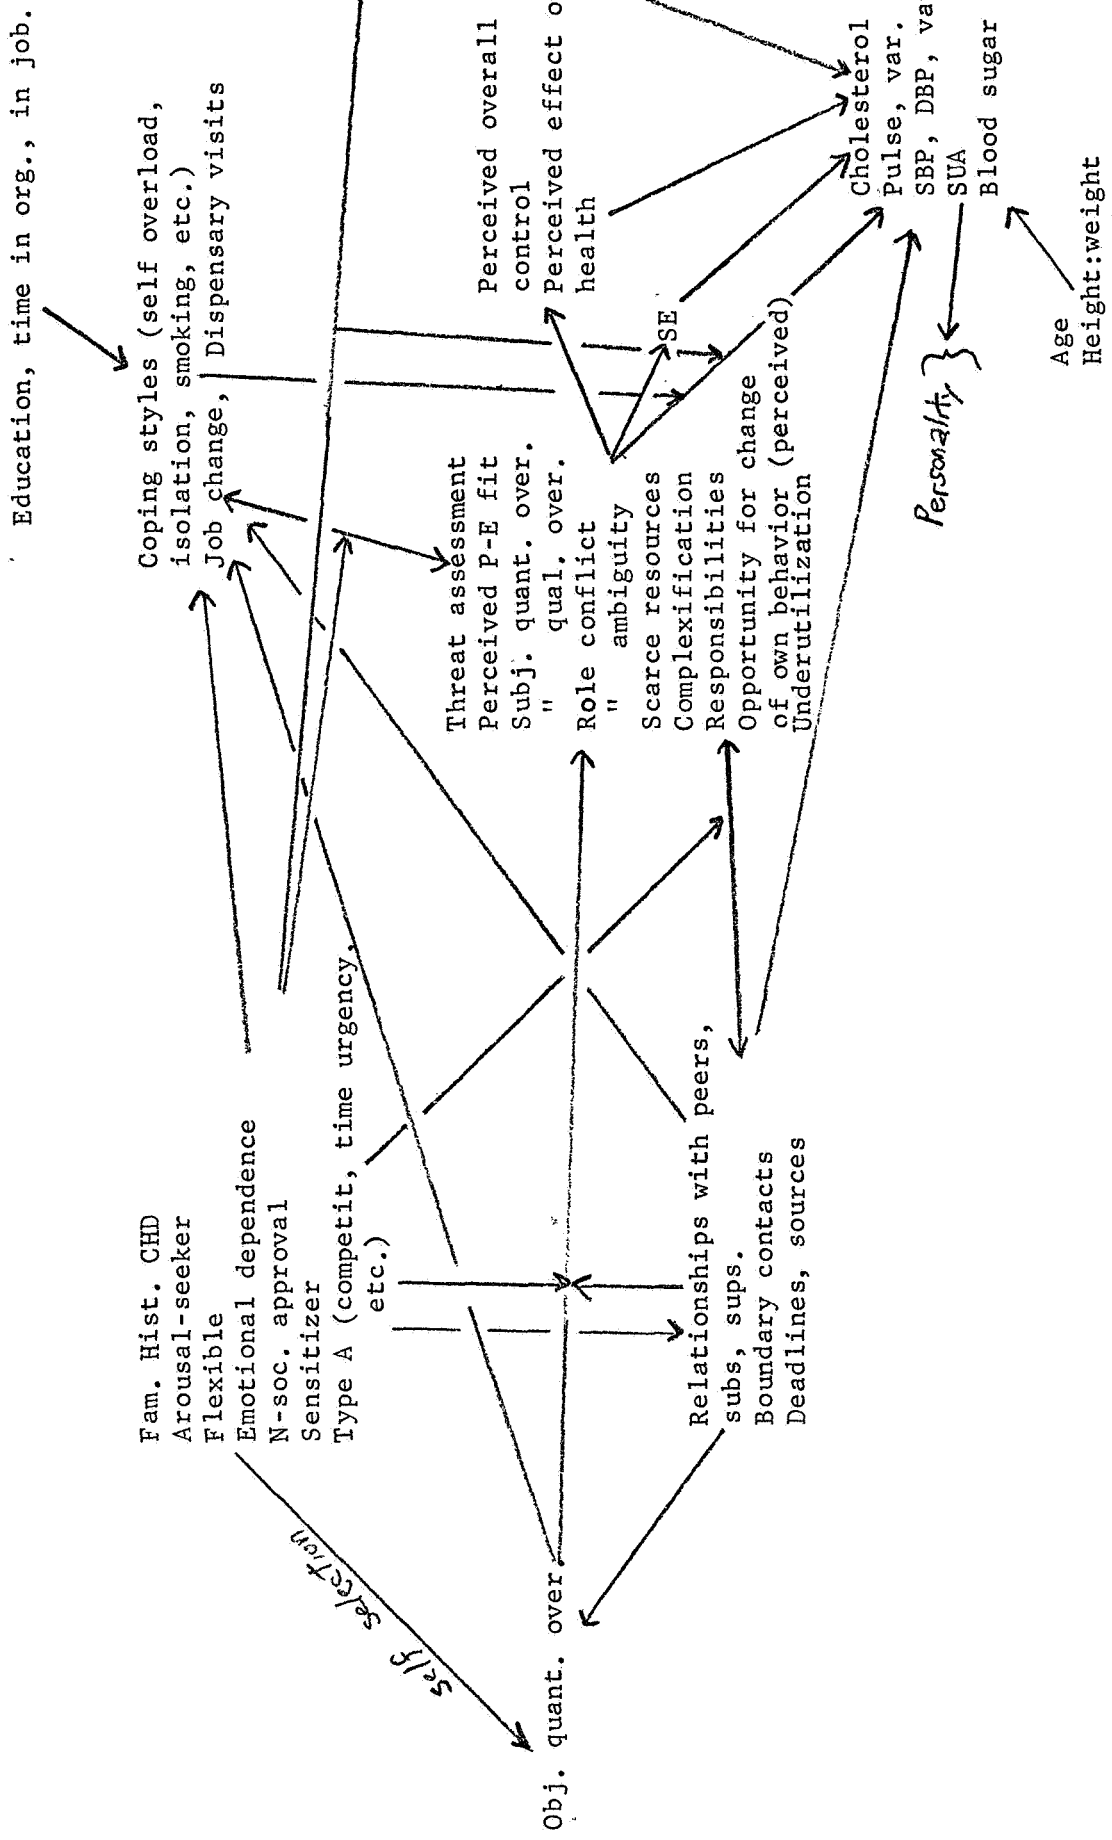 Education, time in org., in job.
Coping styles (self overload,
isolation, smoking, etc.)
Job change, Dispensary visits
Fam. Hist. CHD
Arousal-seeker
Flexible
Emotional dependence
N-soc. approval
Sensitizer
Type A (competit, time urgency,
etc.)
self selection
Obj. quant. over.
Relationships with peers,
subs, sups.
Boundary contacts
Deadlines, sources
Threat assessment
Perceived P-E fit
Subj. quant. over.
" qual. over.
Role conflict
" ambiguity
Scarce resources
Complexification
Responsibilities
Opportunity for change
of own behavior (perceived)
Underutilization
Perceived overall
control
Perceived effect o
health
SE
Cholesterol
Pulse, var.
SBP, DBP, va
SUA
Blood sugar
Personality }
Age
Height:weight